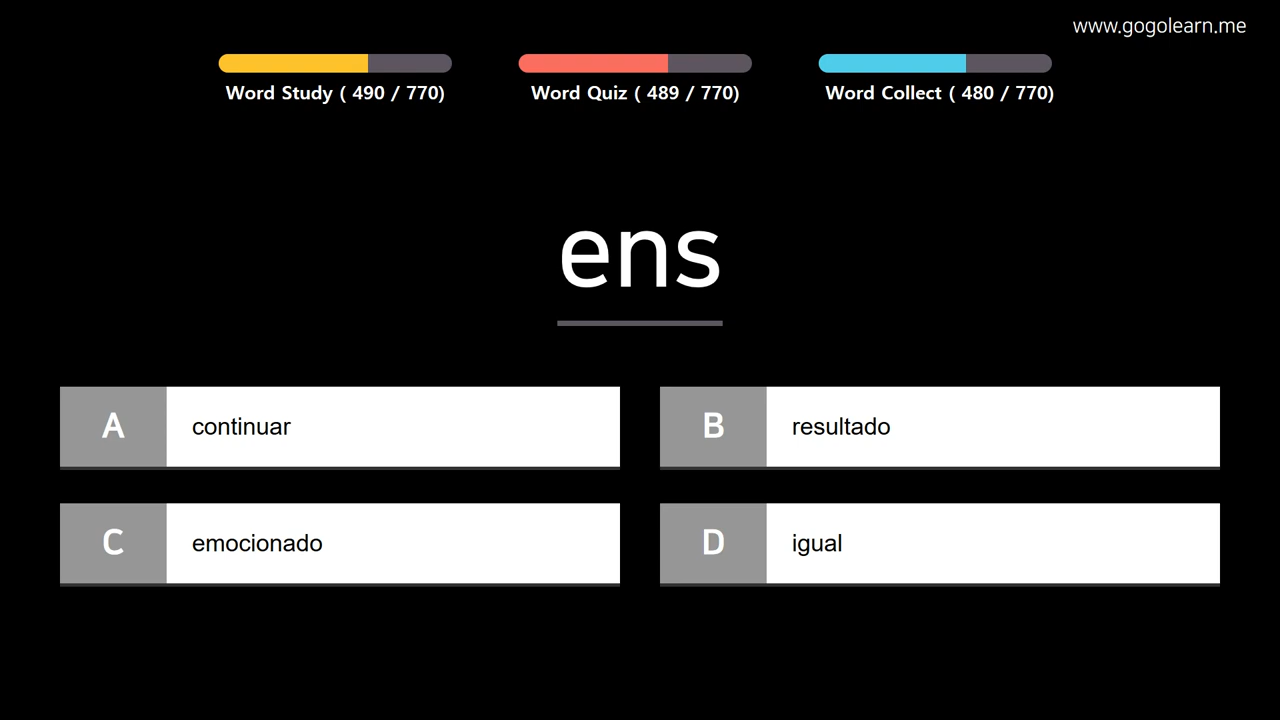 www.gogolearn.me
Word Study ( 490 / 770)
Word Quiz ( 489 / 770)
Word Collect ( 480 / 770)
ens
A continuar
B resultado
C emocionado
D igual